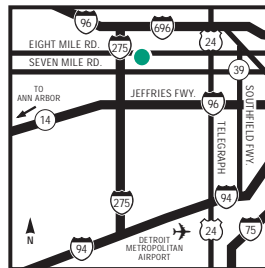 96
696
EIGHT MILE RD.
275
24
SEVEN MILE RD.
39
TO
ANN ARBOR
JEFFRIES FWY.
96
14
TELEGRAPH
SOUTHFIELD FWY.
275
94
N
94
DETROIT
METROPOLITAN
AIRPORT
24
75